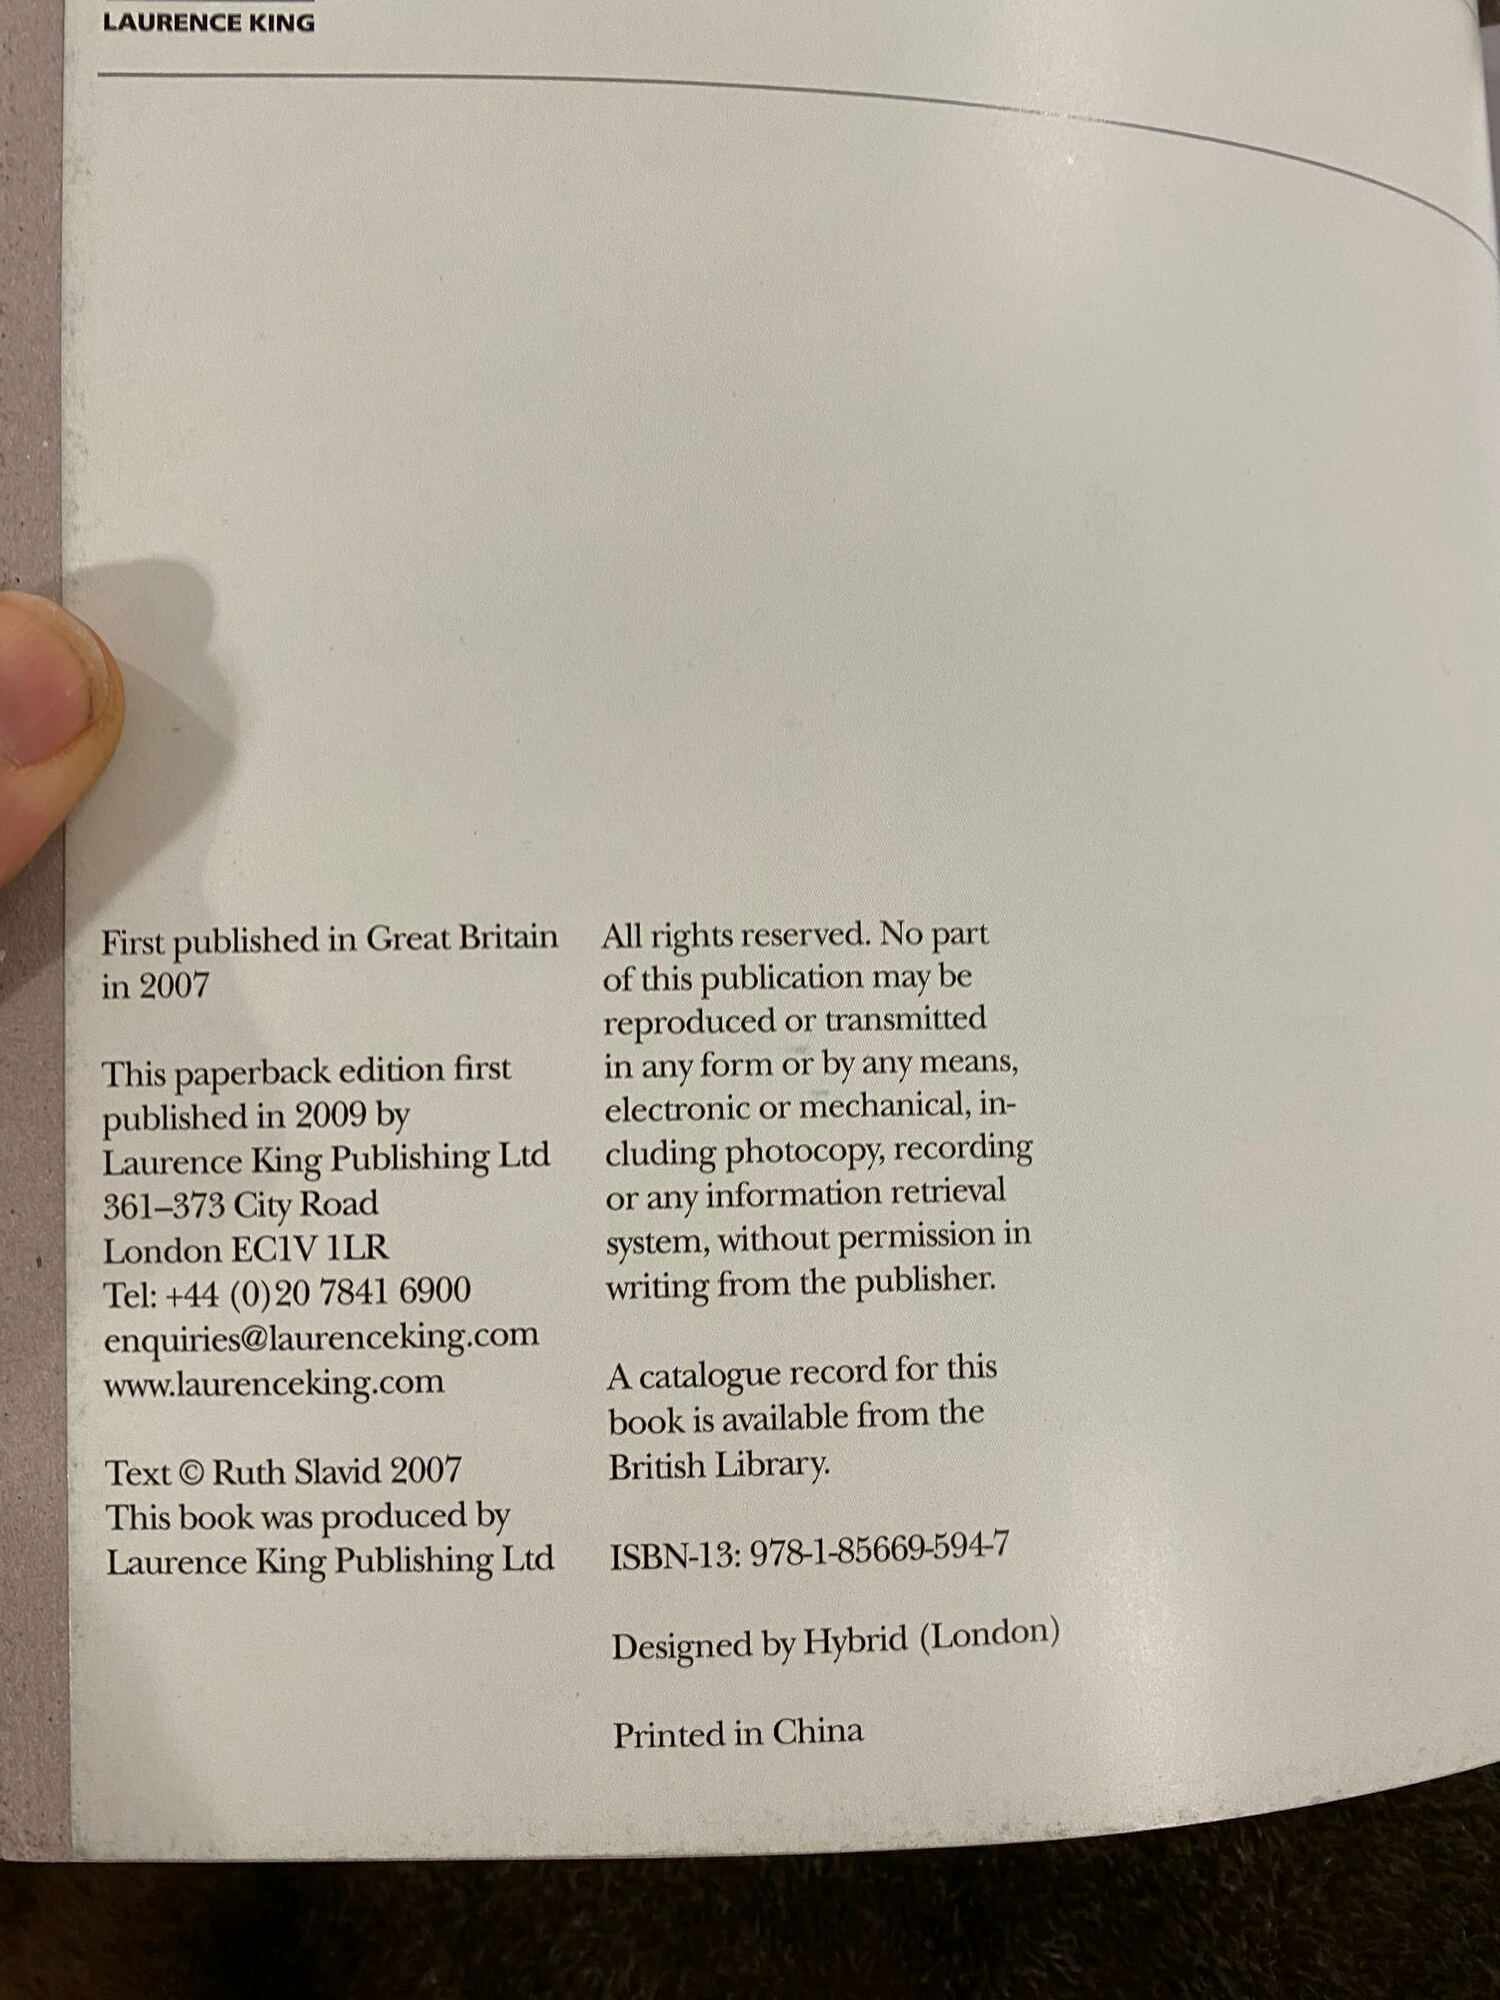 LAURENCE KING
First published in Great Britain
in 2007
This paperback edition first
published in 2009 by
Laurence King Publishing Ltd
361–373 City Road
London EC1V 1LR
Tel: +44 (0)20 7841 6900
enquiries@laurenceking.com
www.laurenceking.com
Text © Ruth Slavid 2007
This book was produced by
Laurence King Publishing Ltd
All rights reserved. No part
of this publication may be
reproduced or transmitted
in any form or by any means,
electronic or mechanical, in-
cluding photocopy, recording
or any information retrieval
system, without permission in
writing from the publisher.
A catalogue record for this
book is available from the
British Library.
ISBN-13: 978-1-85669-594-7
Designed by Hybrid (London)
Printed in China